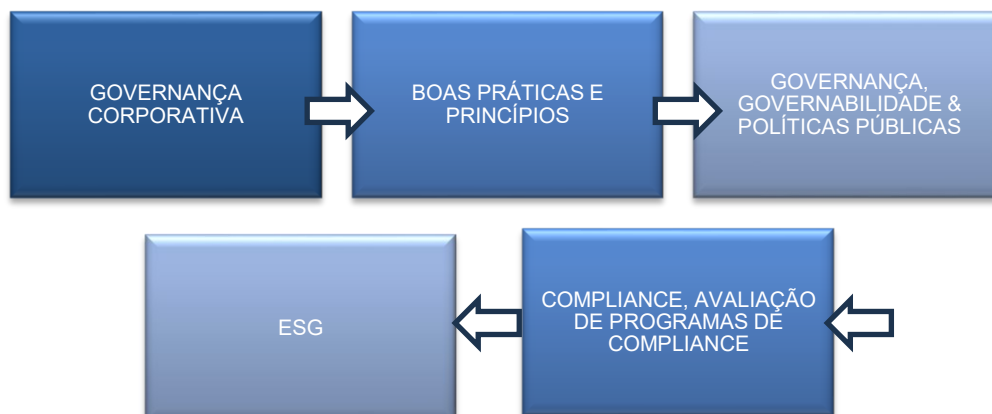 GOVERNANÇA
CORPORATIVA
BOAS PRÁTICAS E
PRINCÍPIOS
GOVERNANÇA,
GOVERNABILIDADE &
POLÍTICAS PÚBLICAS
COMPLIANCE, AVALIAÇÃO
DE PROGRAMAS DE
COMPLIANCE
ESG